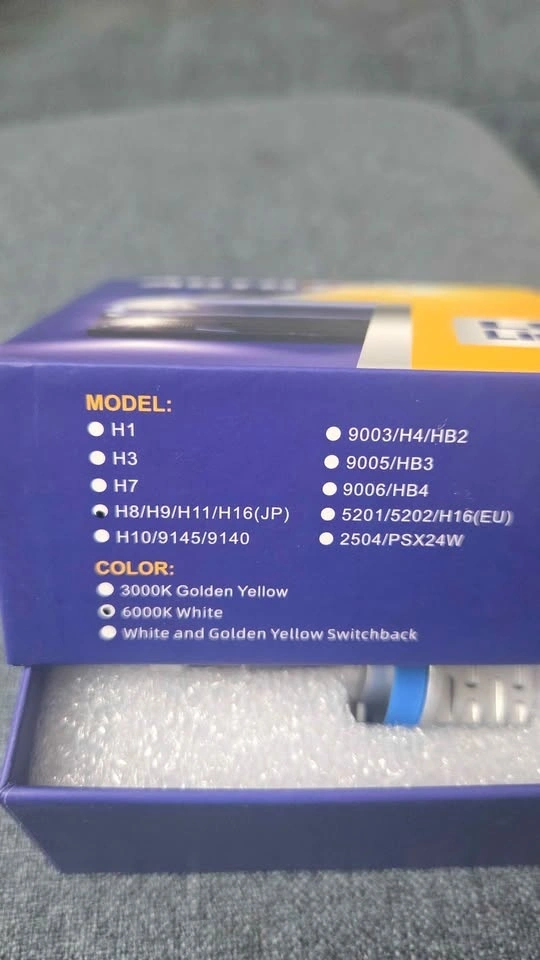 MODEL:
H1
H3
H7
H8/H9/H11/H16(JP)
H10/9145/9140
9003/H4/HB2
9005/HB3
9006/HB4
5201/5202/H16(EU)
2504/PSX24W
COLOR:
3000K Golden Yellow
6000K White
White and Golden Yellow Switchback